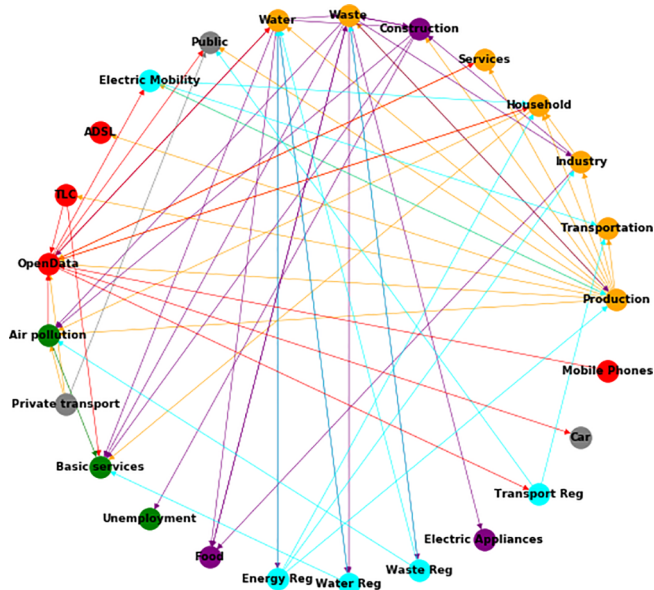 Water
Waste
Construction
Public
Services
Electric Mobility
Household
ADSL
Industry
TLC
Transportation
OpenData
Production
Air pollution
Mobile Phones
Private transport
Car
Basic services
Transport Reg
Unemployment
Electric Appliances
Food
Energy Reg
Water Reg
Waste Reg